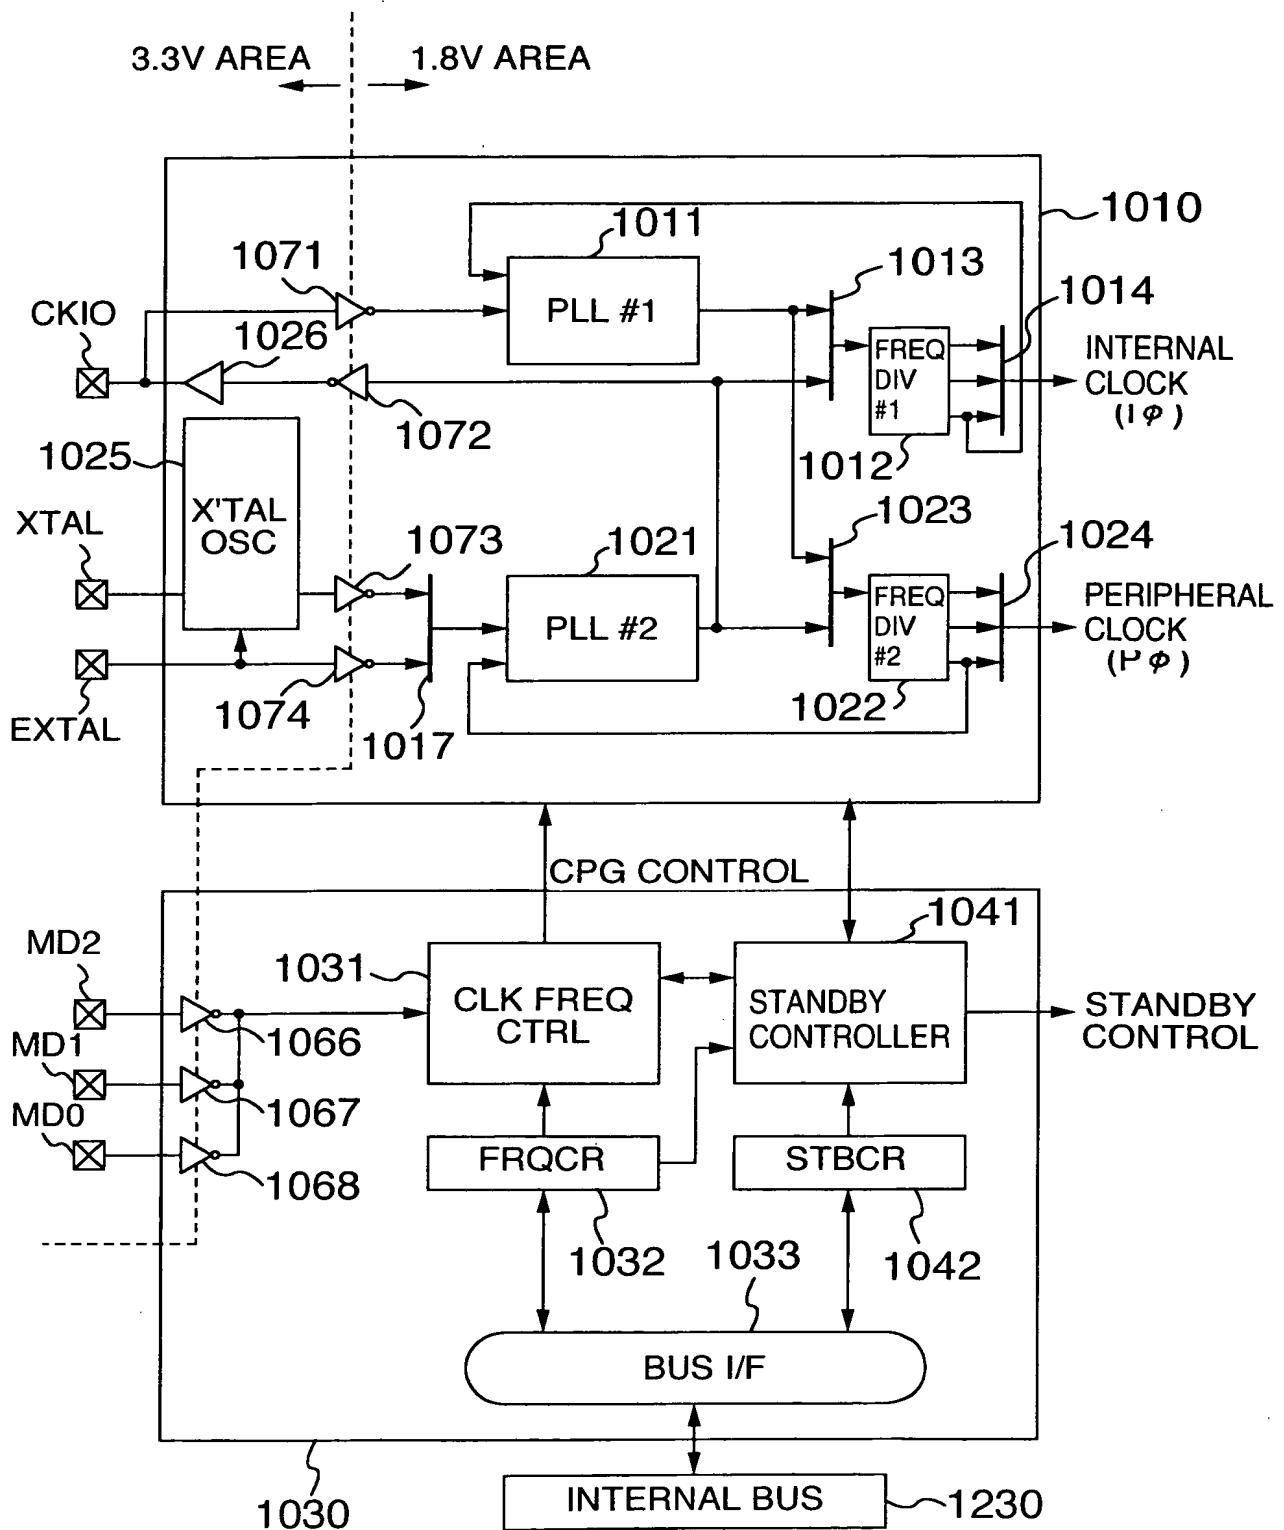 3.3V AREA
1.8V AREA
1010
1011
1071
1013
1014
CKIO
1026
PLL #1
FREQ
DIV
#1
INTERNAL
CLOCK
(Iϕ)
1072
1012
1025
X'TAL
OSC
XTAL
1073
1021
1023
1024
PLL #2
FREQ
DIV
#2
PERIPHERAL
CLOCK
(Pϕ)
EXTAL
1074
1017
1022
CPG CONTROL
1041
MD2
1031
CLK FREQ
CTRL
STANDBY
CONTROLLER
STANDBY
CONTROL
1066
MD1
1067
MD0
1068
FRQCR
STBCR
1032
1033
1042
BUS I/F
1030
INTERNAL BUS
1230